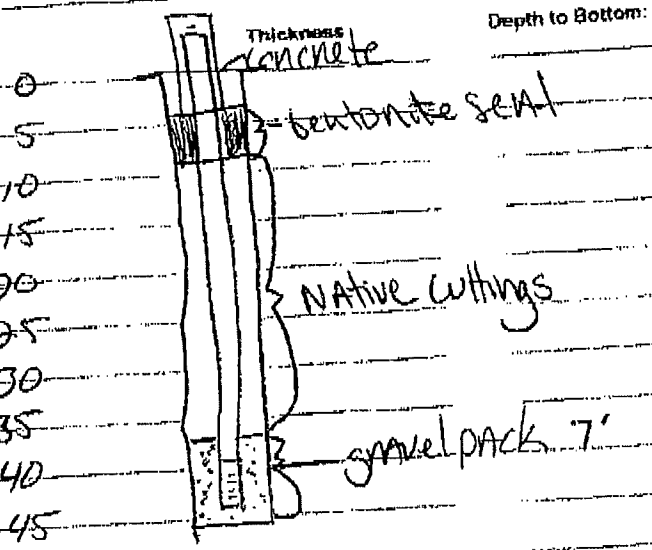 Thickness
Depth to Bottom:
concrete
0
5
bentonite seal
10
15
20
Native cuttings
25
30
35
gravel pack 7'
40
45